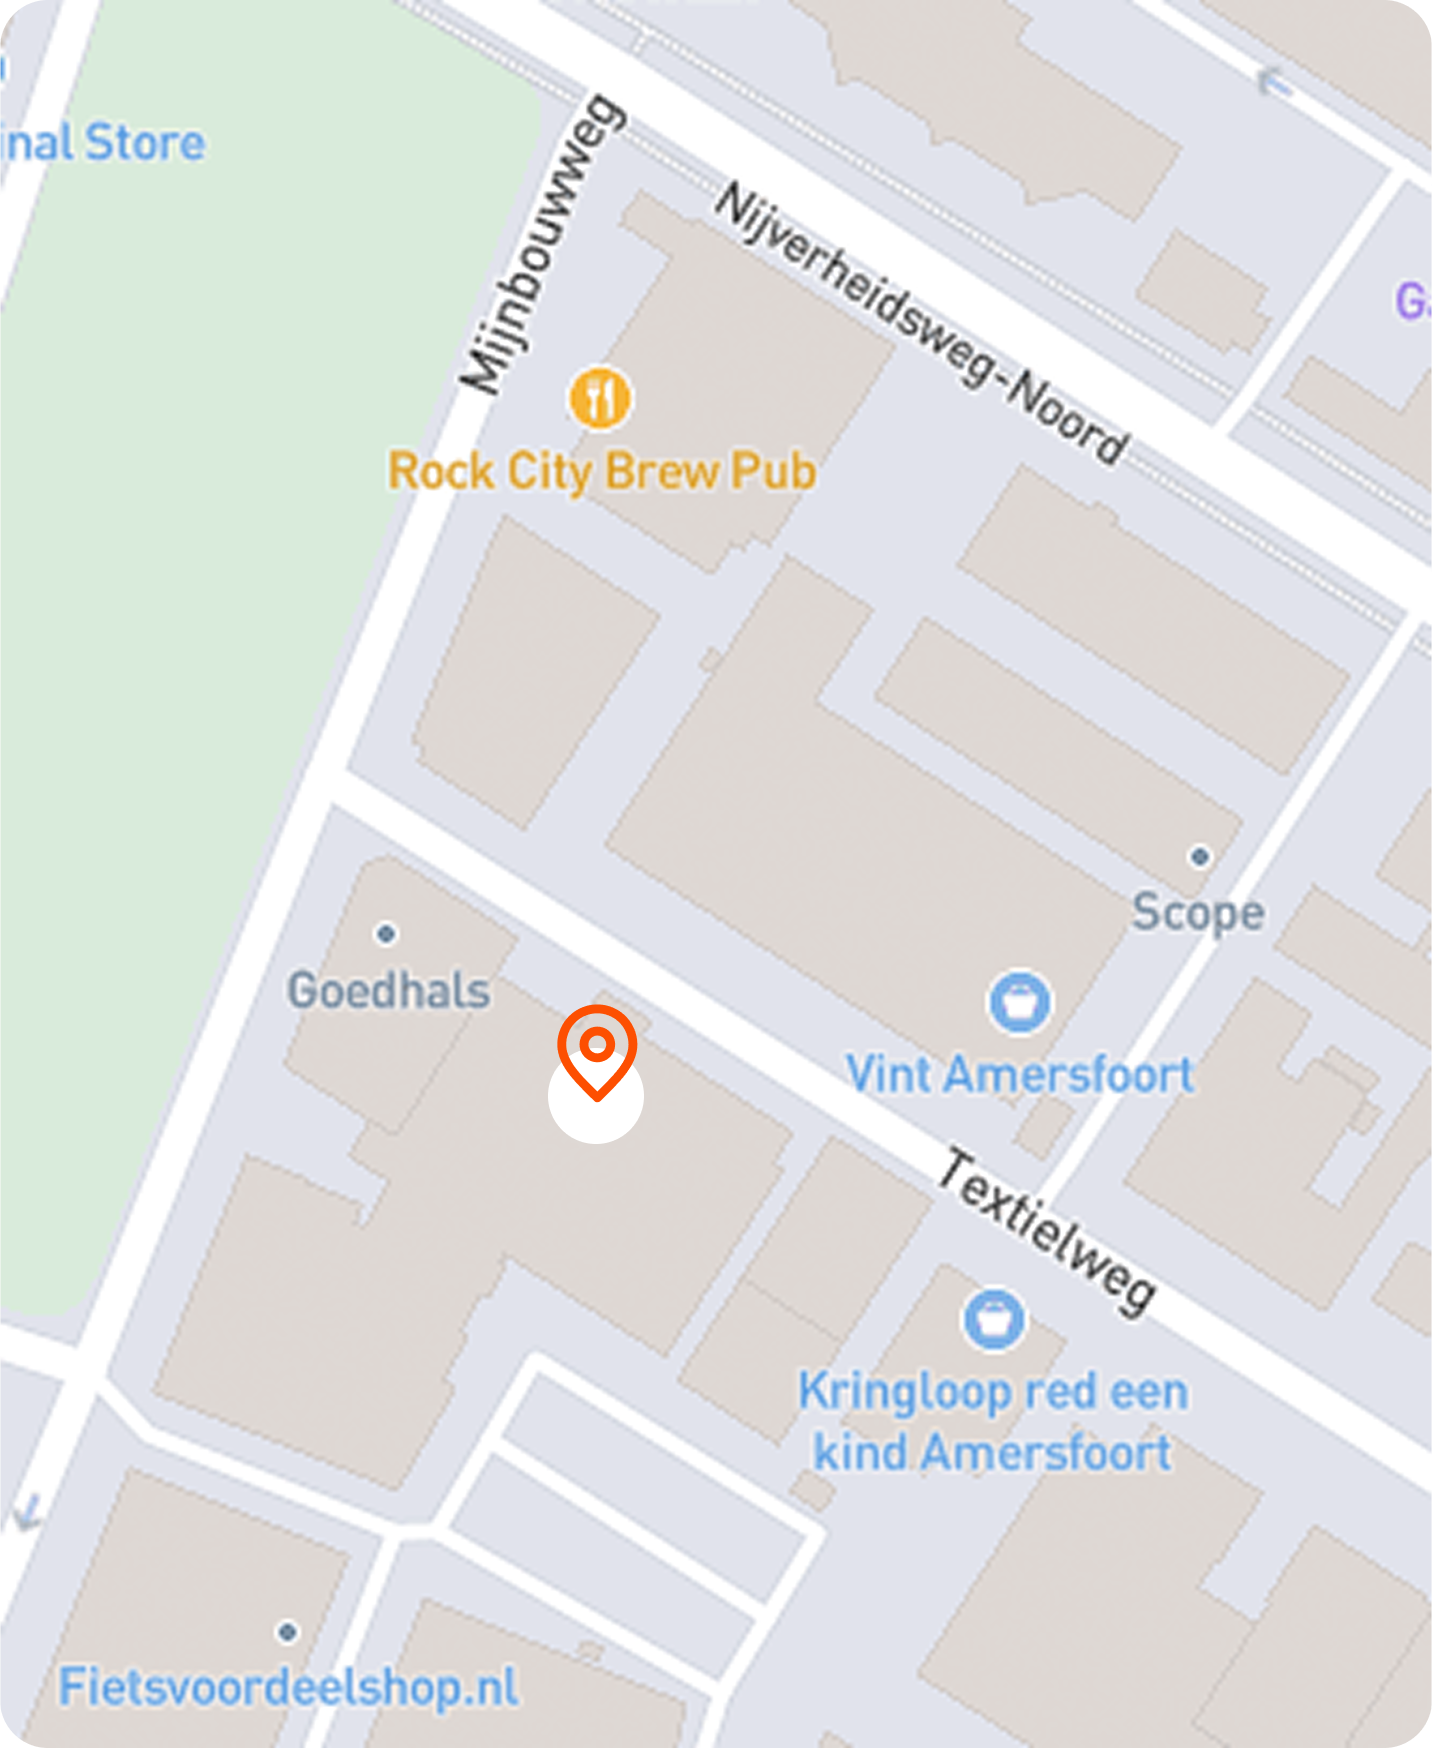 inal Store
Mijnbouwweg
Nijverheidsweg-Noord
Rock City Brew Pub
Scope
Goedhals
Vint Amersfoort
Textielweg
Kringloop red een
kind Amersfoort
Fietsvoordeelshop.nl